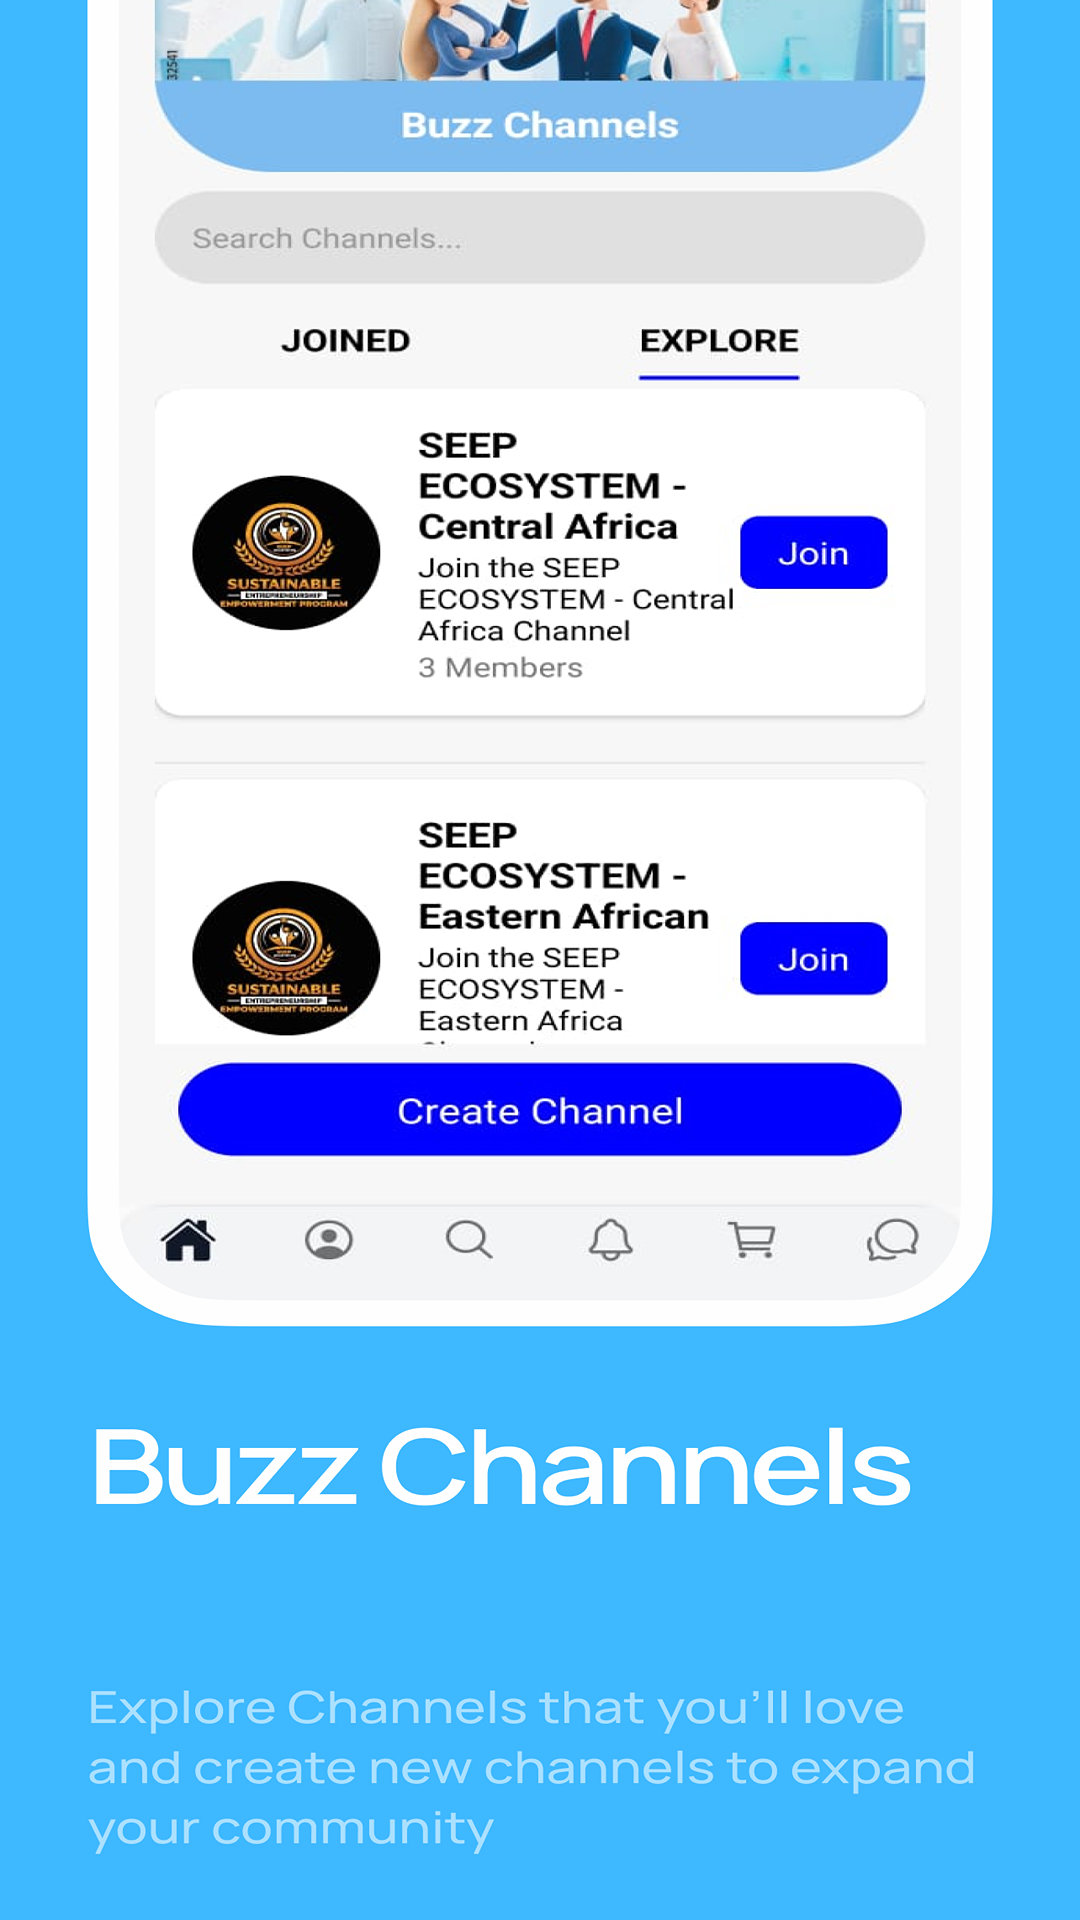 32541
Buzz Channels
Search Channels...
JOINED
EXPLORE
SEEP
ECOSYSTEM -
Central Africa
Join the SEEP
ECOSYSTEM - Central
Africa Channel
3 Members
Join
SUSTAINABLE
ENTREPRENEURSHIP
EMPOWERMENT PROGRAM
SEEP
ECOSYSTEM -
Eastern African
Join the SEEP
ECOSYSTEM -
Eastern Africa
Join
SUSTAINABLE
ENTREPRENEURSHIP
EMPOWERMENT PROGRAM
Create Channel
Buzz Channels
Explore Channels that you’ll love
and create new channels to expand
your community